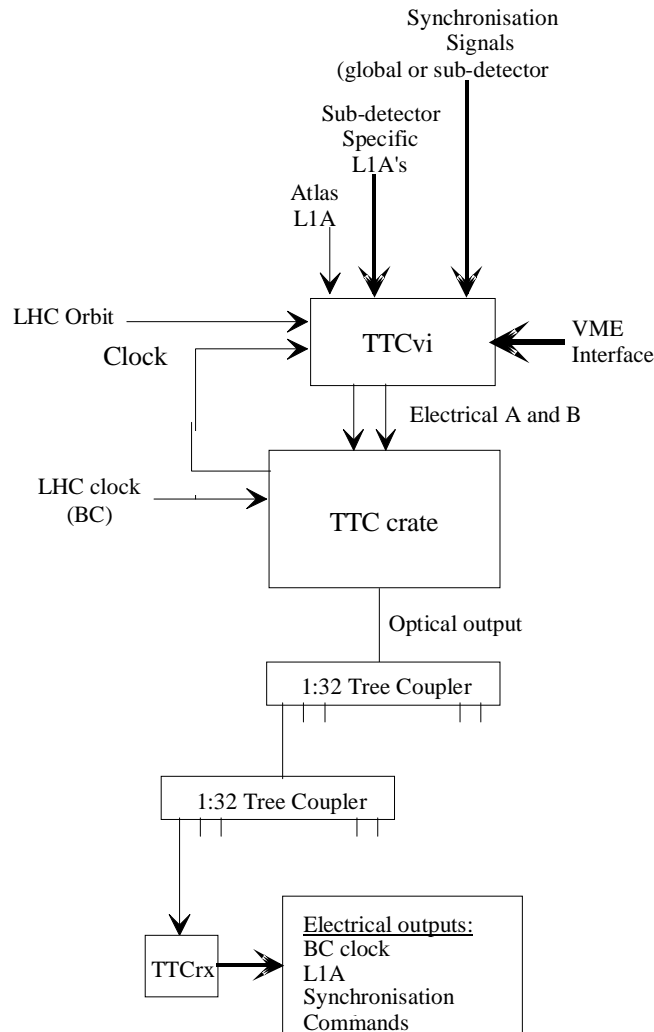 Synchronisation
Signals
(global or sub-detector
Sub-detector
Specific
L1A's
Atlas
L1A
LHC Orbit
Clock
TTCvi
VME
Interface
Electrical A and B
LHC clock
(BC)
TTC crate
Optical output
1:32 Tree Coupler
1:32 Tree Coupler
TTCrx
Electrical outputs:
BC clock
L1A
Synchronisation
Commands